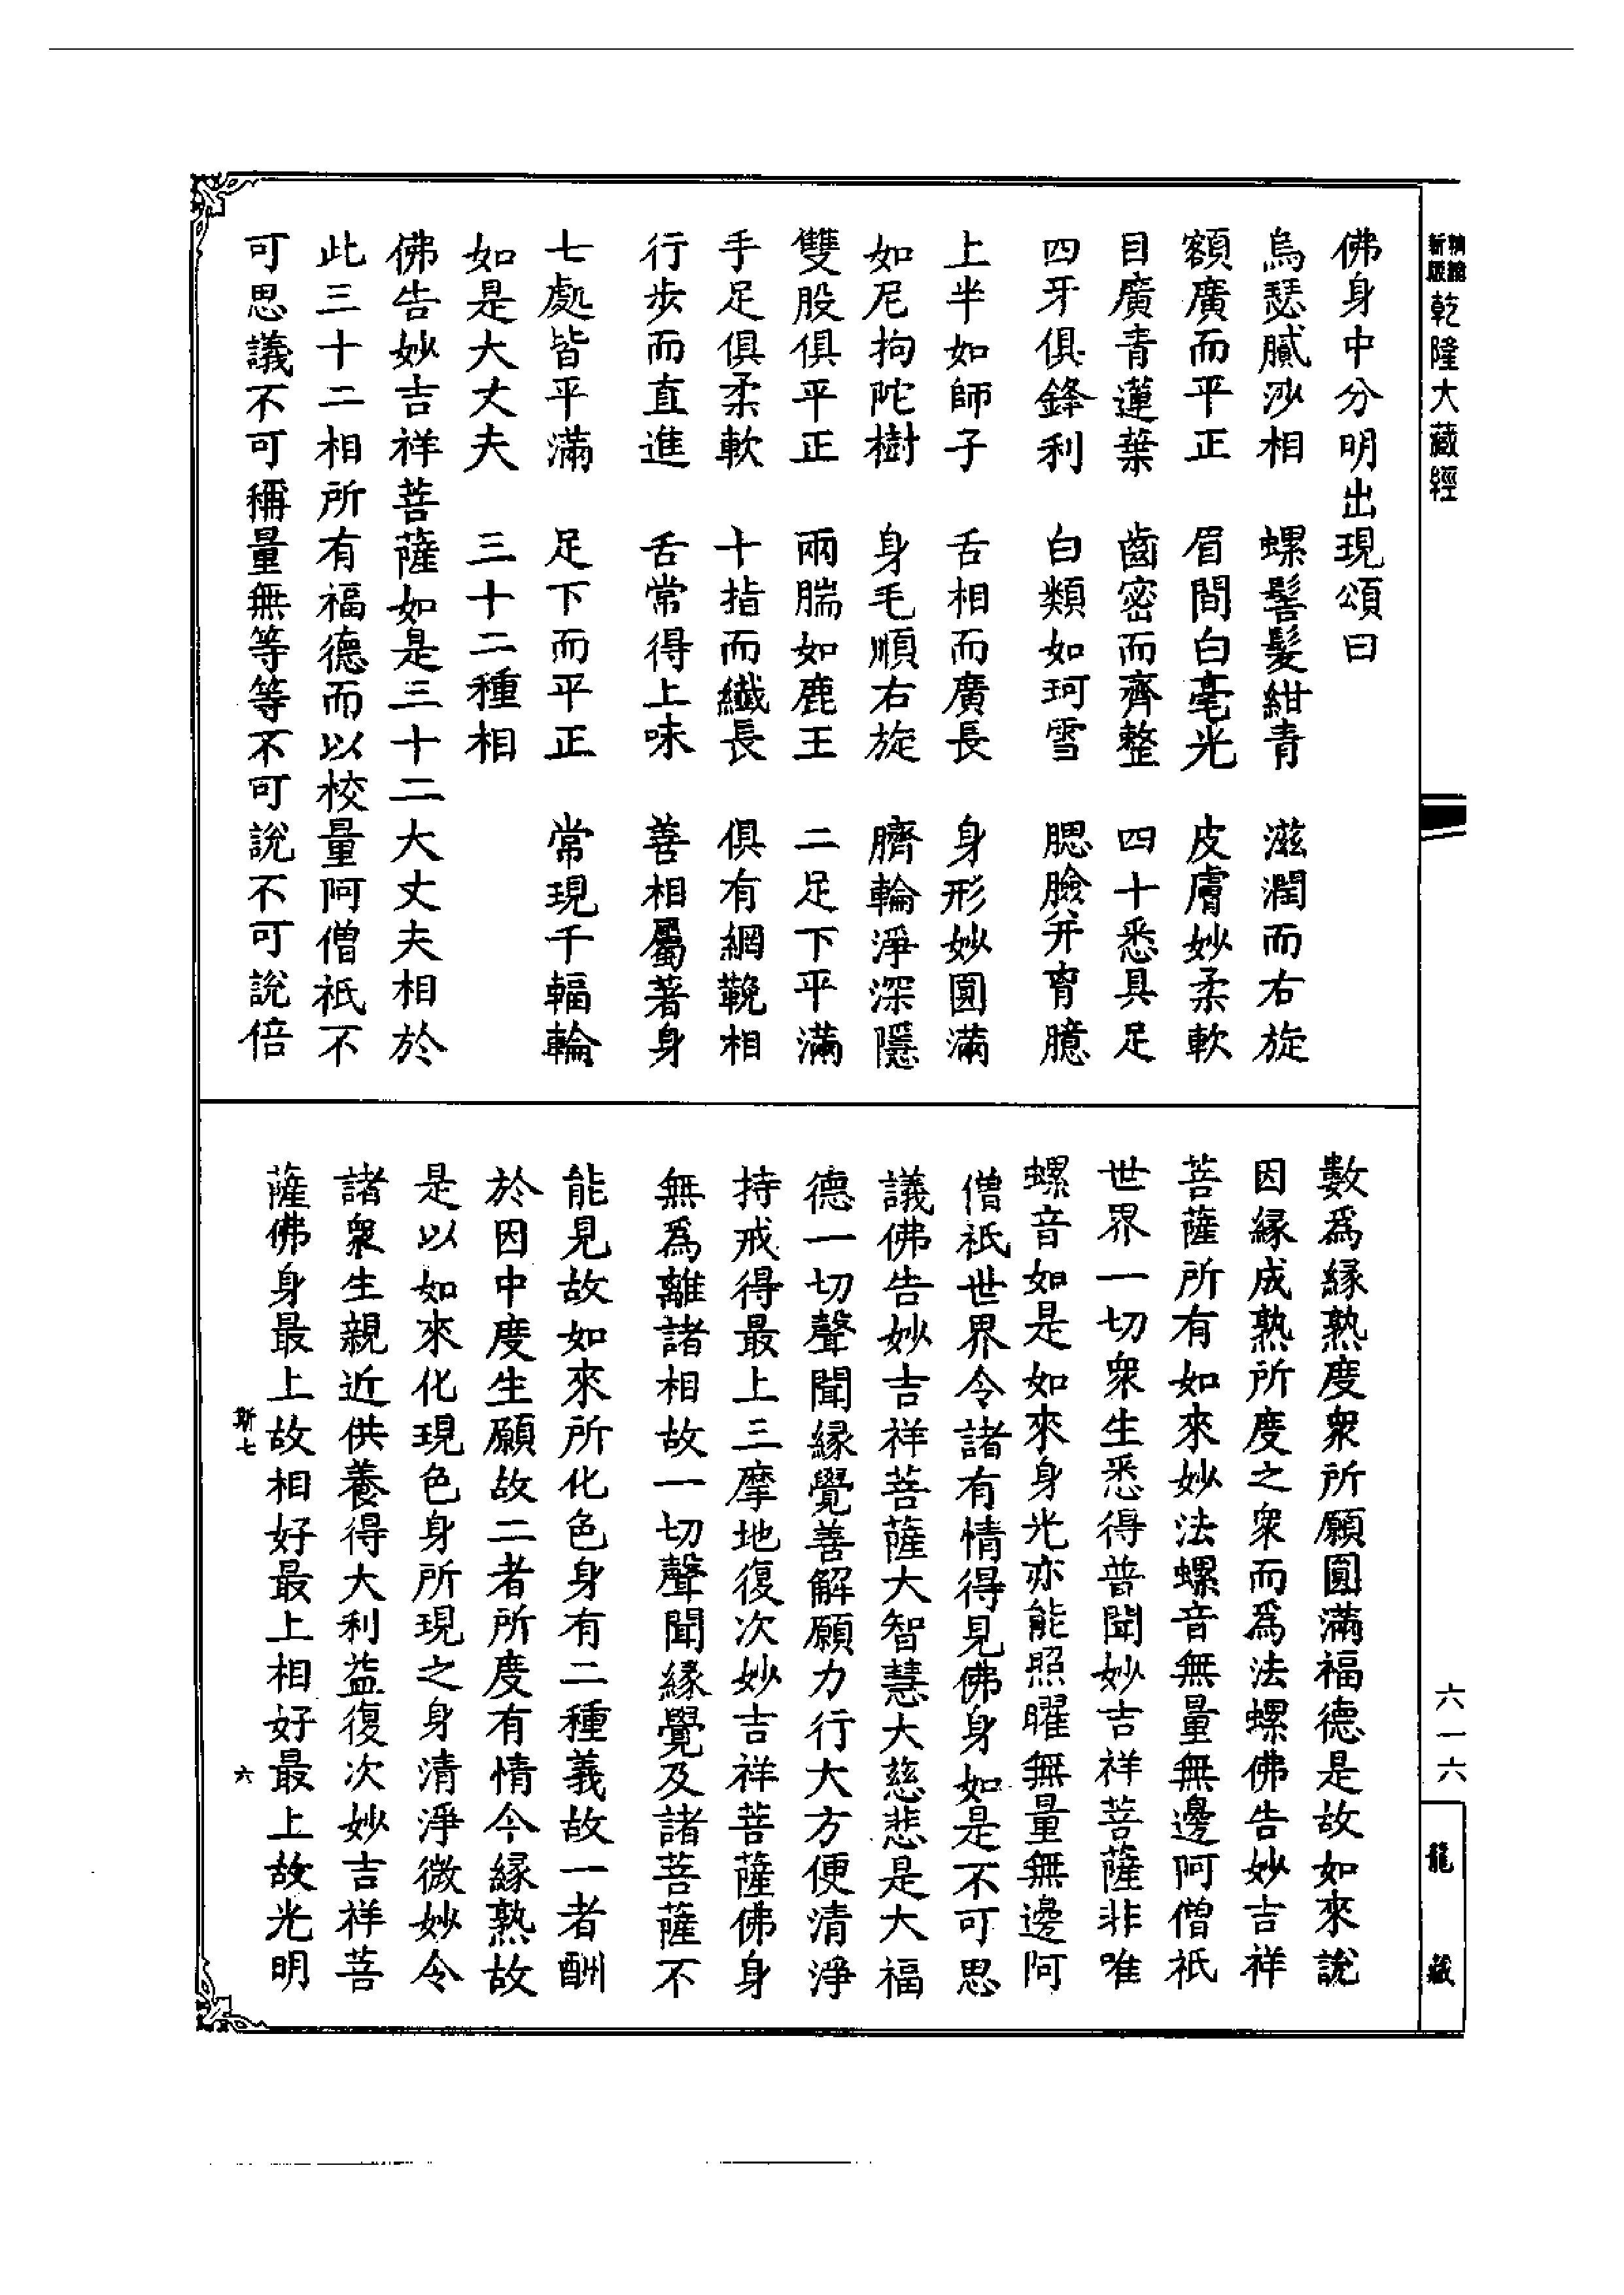 新版精縮
乾隆大藏經
佛身中分明出現頌曰
烏瑟膩沙相　螺髻髮紺青　滋潤而右旋
額廣而平正　眉間白毫光　皮膚妙柔軟
目廣青蓮葉　齒密而齊整　四十悉具足
四牙俱鋒利　白類如珂雪　腮臉并胷臆
上半如師子　舌相而廣長　身形妙圓滿
如尼拘陀樹　身毛順右旋　臍輪淨深隱
雙股俱平正　兩腨如鹿王　二足下平滿
手足俱柔軟　十指而纖長　俱有網鞔相
行步而直進　舌常得上味　善相屬著身
七處皆平滿　足下而平正　常現千輻輪
如是大丈夫　三十二種相
佛告妙吉祥菩薩如是三十二大丈夫相於
此三十二相所有福德而以校量阿僧祇不
可思議不可稱量無等等不可說不可說倍
數為緣熟度衆所願圓滿福德是故如來說
因緣成熟所度之衆而為法螺佛告妙吉祥
菩薩所有如來妙法螺音無量無邊阿僧祇
世界一切衆生悉得普聞妙吉祥菩薩非唯
螺音如是如來身光亦能照曜無量無邊阿
僧祇世界令諸有情得見佛身如是不可思
議佛告妙吉祥菩薩大智慧大慈悲是大福
德一切聲聞緣覺善解願力行大方便清淨
持戒得最上三摩地復次妙吉祥菩薩佛身
無為離諸相故一切聲聞緣覺及諸菩薩不
能見故如來所化色身有二種義故一者酬
於因中度生願故二者所度有情今緣熟故
是以如來化現色身所現之身清淨微妙令
諸衆生親近供養得大利益復次妙吉祥菩
薩佛身最上故相好最上相好最上故光明
斯七
六
六一六
龍藏